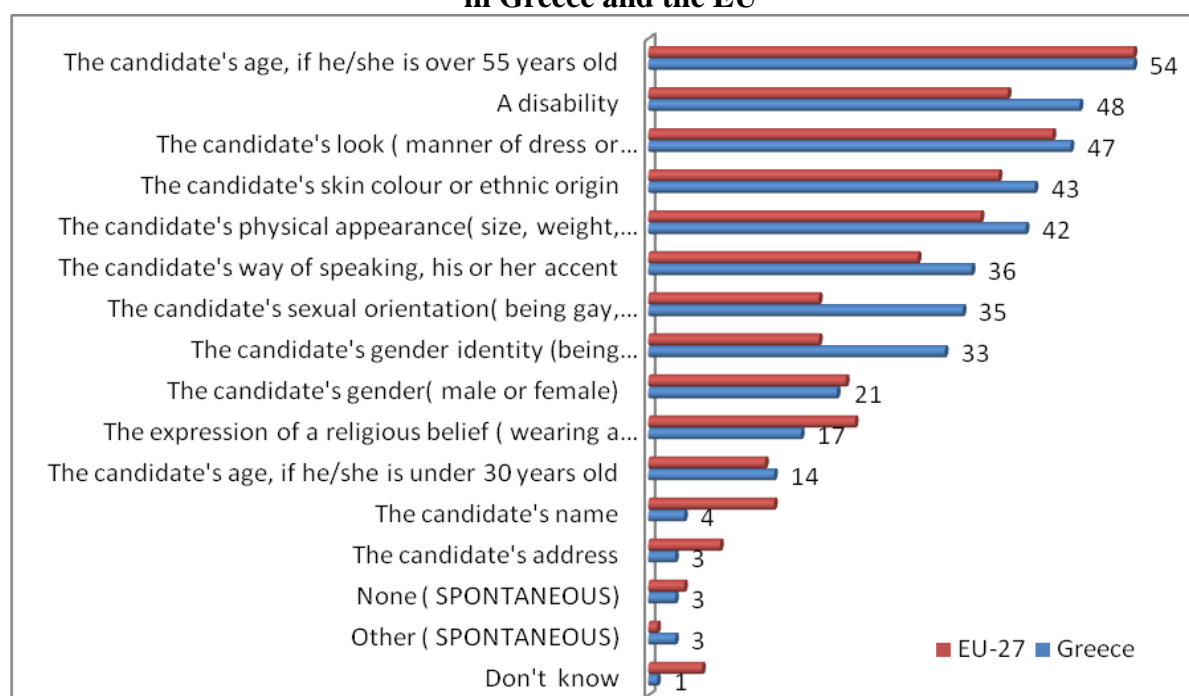 in Greece and the EU
The candidate's age, if he/she is over 55 years old
54
A disability
48
The candidate's look ( manner of dress or...
47
The candidate's skin colour or ethnic origin
43
The candidate's physical appearance( size, weight,...
42
The candidate's way of speaking, his or her accent
36
The candidate's sexual orientation( being gay,...
35
The candidate's gender identity (being...
33
The candidate's gender( male or female)
21
The expression of a religious belief ( wearing a...
17
The candidate's age, if he/she is under 30 years old
14
The candidate's name
4
The candidate's address
3
None ( SPONTANEOUS)
3
Other ( SPONTANEOUS)
3
EU-27 Greece
Don't know
1